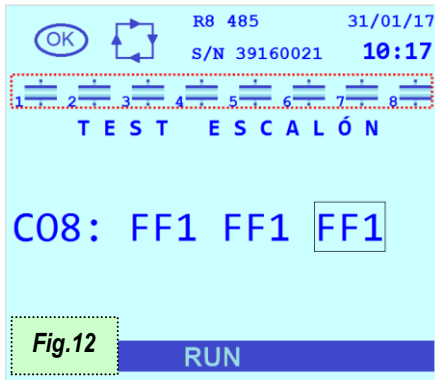 OK R8 485 31/01/17
S/N 39160021 10:17
1 2 3 4 5 6 7 8
TEST ESCALÓN
C08: FF1 FF1 FF1
Fig.12 RUN